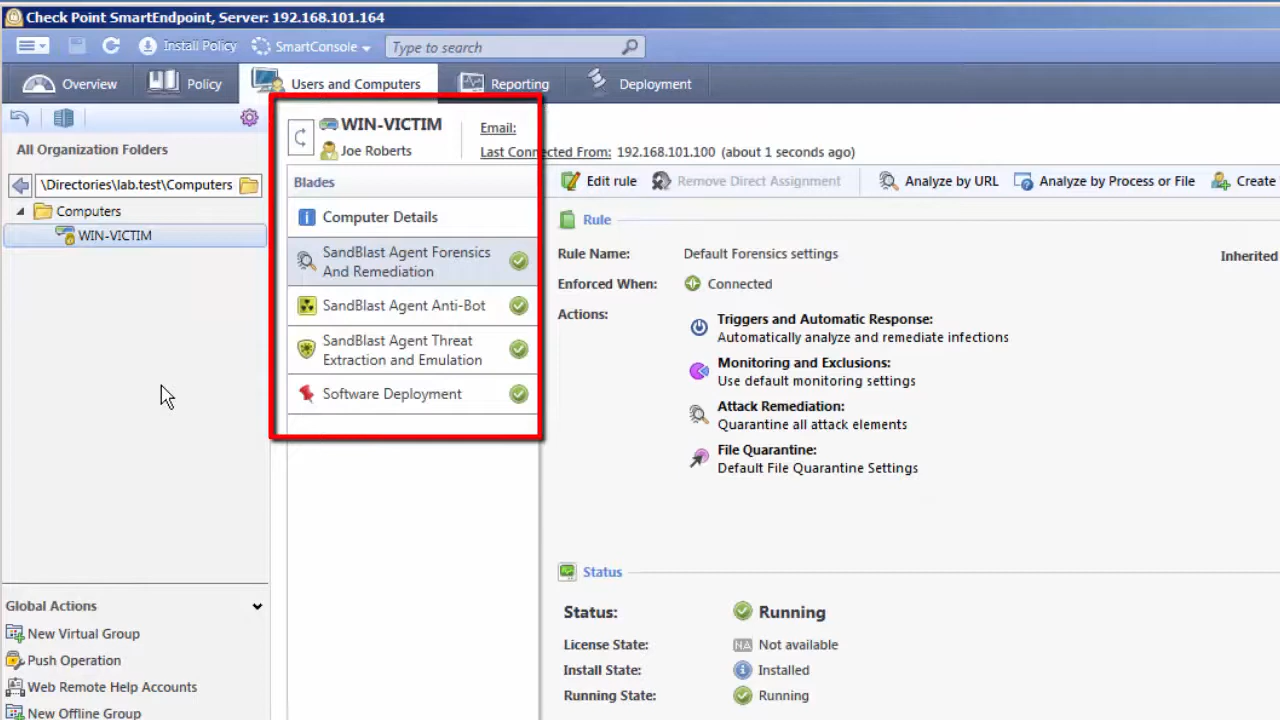 Check Point SmartEndpoint, Server: 192.168.101.164
Install Policy SmartConsole Type to search
Overview Policy Users and Computers Reporting Deployment
All Organization Folders
\Directories\lab.test\Computers
Computers
WIN-VICTIM
Global Actions
New Virtual Group
Push Operation
Web Remote Help Accounts
New Offline Group
WIN-VICTIM Email:
Joe Roberts Last Connected From: 192.168.101.100 (about 1 seconds ago)
Blades
Computer Details
SandBlast Agent Forensics
And Remediation
SandBlast Agent Anti-Bot
SandBlast Agent Threat
Extraction and Emulation
Software Deployment
Edit rule Remove Direct Assignment Analyze by URL Analyze by Process or File Create
Rule
Rule Name: Default Forensics settings Inherited
Enforced When: Connected
Actions:
Triggers and Automatic Response:
Automatically analyze and remediate infections
Monitoring and Exclusions:
Use default monitoring settings
Attack Remediation:
Quarantine all attack elements
File Quarantine:
Default File Quarantine Settings
Status
Status: Running
License State: NA Not available
Install State: Installed
Running State: Running